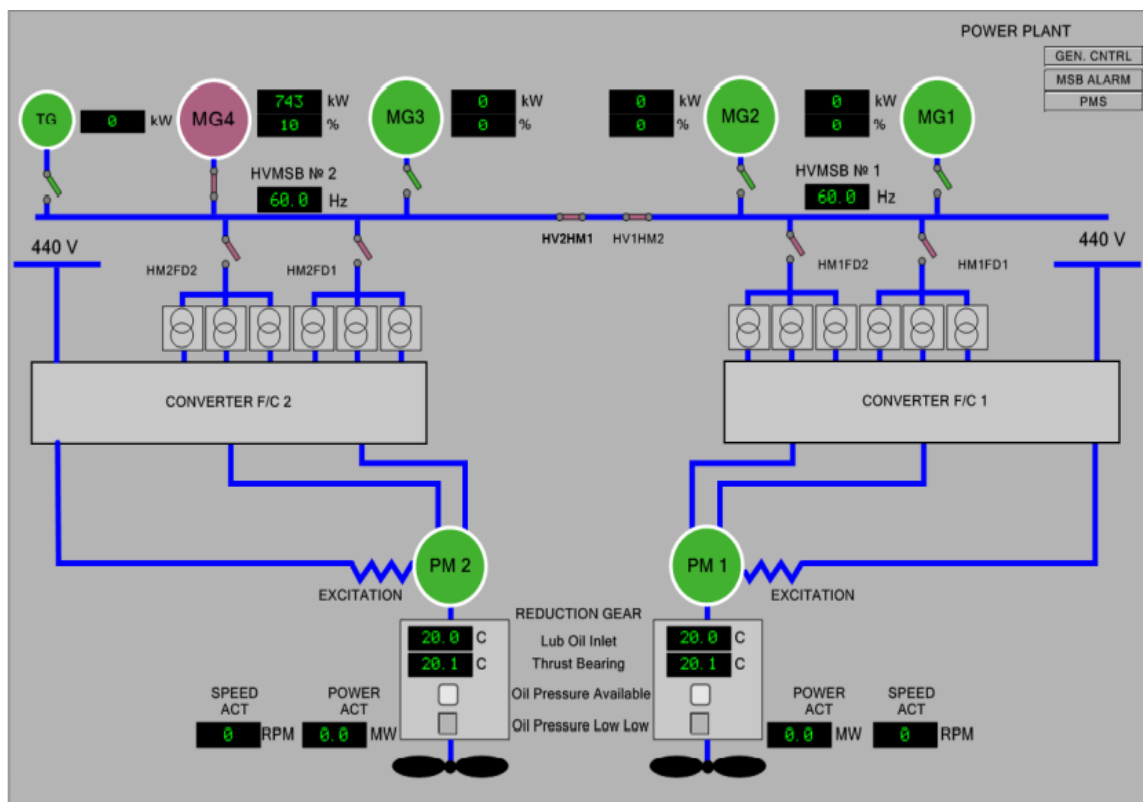 POWER PLANT
GEN. CNTRL
MSB ALARM
PMS
TG
0 kW
MG4
743 kW
10 %
MG3
0 kW
0 %
0 kW
0 %
MG2
0 kW
0 %
MG1
HVMSB № 2
60.0 Hz
HVMSB № 1
60.0 Hz
440 V
HM2FD2
HM2FD1
HV2HM1
HV1HM2
HM1FD2
HM1FD1
440 V
CONVERTER F/C 2
CONVERTER F/C 1
PM 2
PM 1
EXCITATION
EXCITATION
REDUCTION GEAR
20.0 C
Lub Oil Inlet
20.0 C
20.1 C
Thrust Bearing
20.1 C
Oil Pressure Available
Oil Pressure Low Low
SPEED
ACT
0 RPM
POWER
ACT
0.0 MW
POWER
ACT
0.0 MW
SPEED
ACT
0 RPM